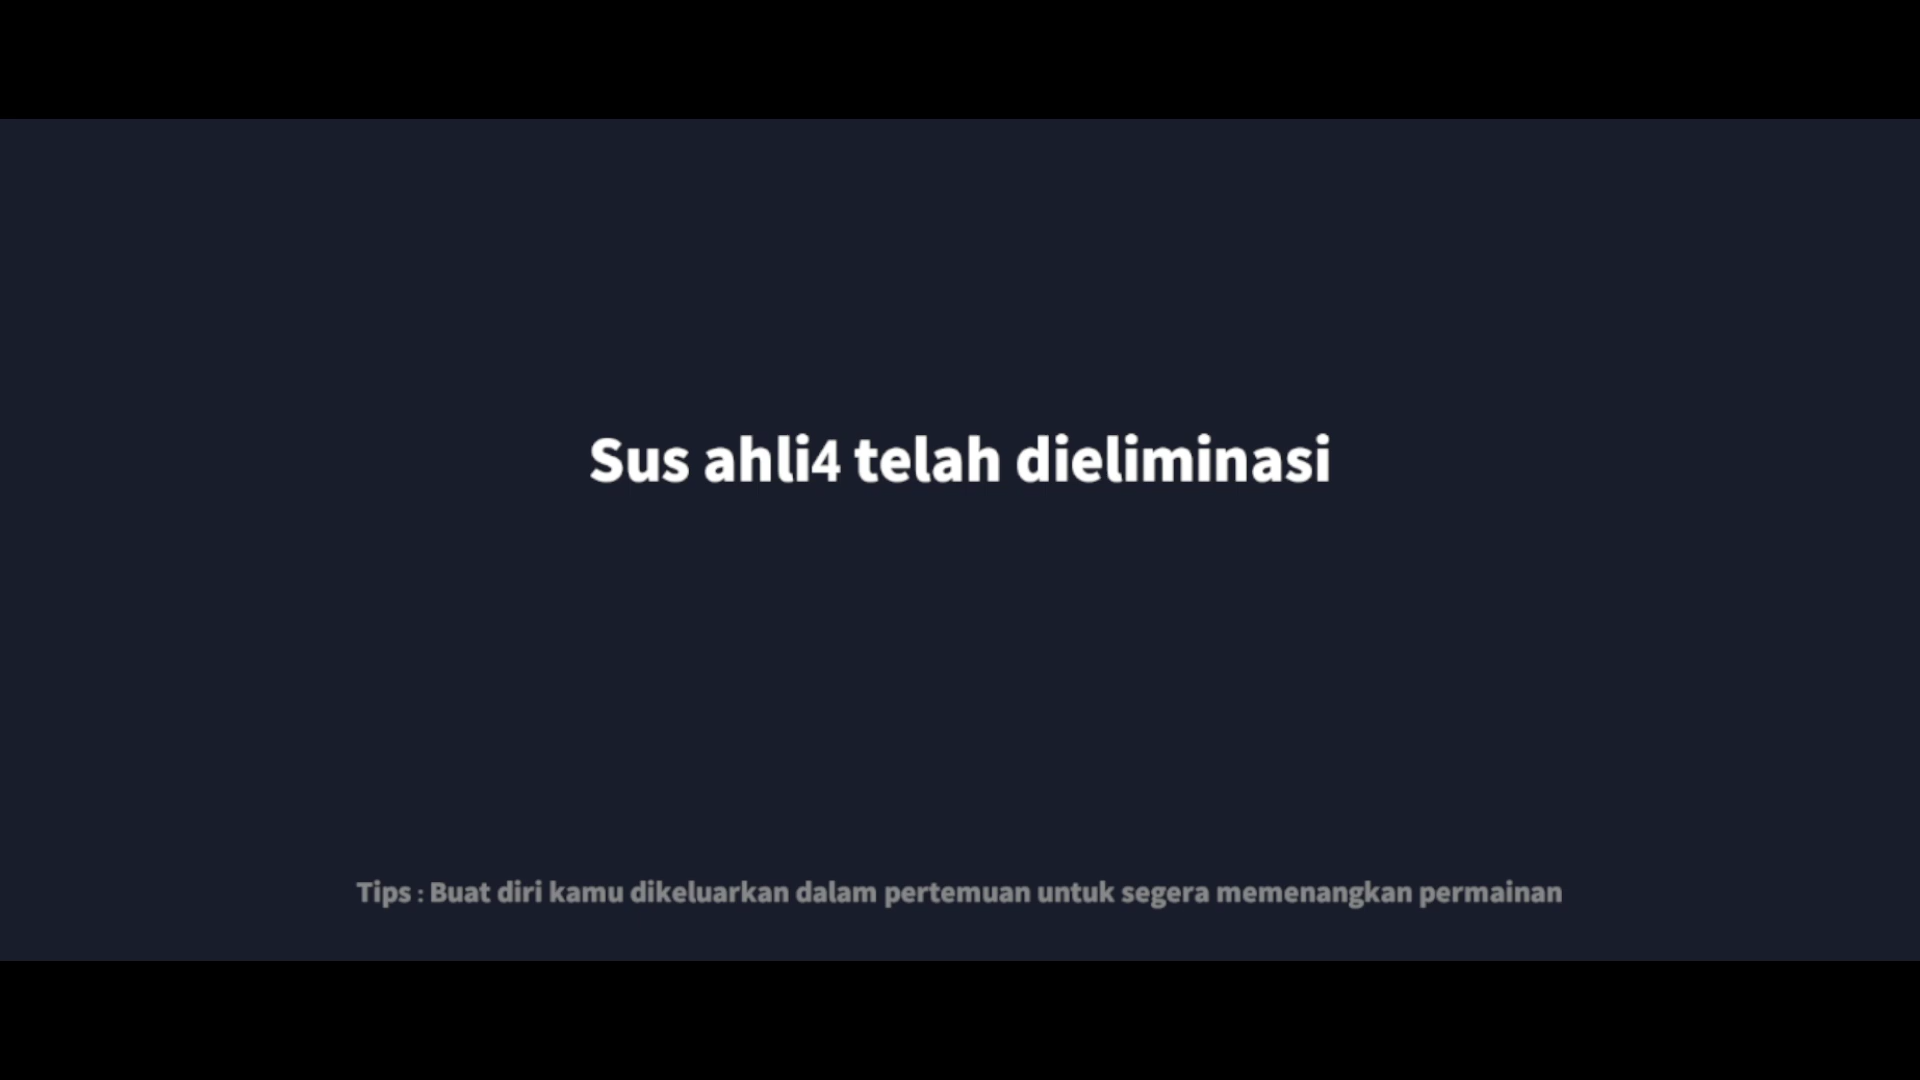 Sus ahli4 telah dieliminasi
Tips : Buat diri kamu dikeluarkan dalam pertemuan untuk segera memenangkan permainan